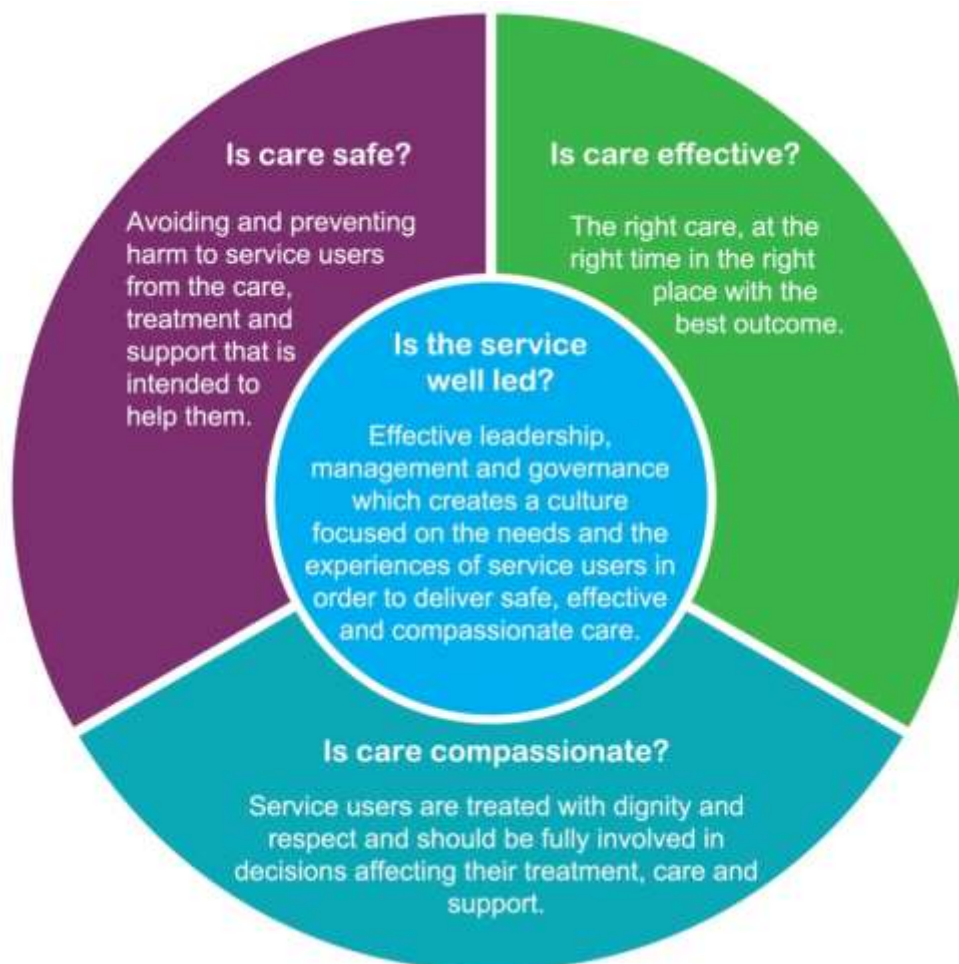 Is care safe?
Avoiding and preventing
harm to service users
from the care,
treatment and
support that is
intended to
help them.
Is care effective?
The right care, at the
right time in the right
place with the
best outcome.
Is the service
well led?
Effective leadership,
management and governance
which creates a culture
focused on the needs and the
experiences of service users in
order to deliver safe, effective
and compassionate care.
Is care compassionate?
Service users are treated with dignity and
respect and should be fully involved in
decisions affecting their treatment, care and
support.